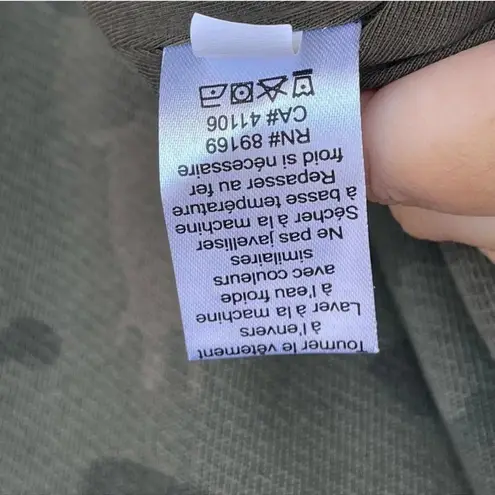 Tourner le vêtement
à l'envers
Laver à la machine
à l'eau froide
avec couleurs
similaires
Ne pas javelliser
Sécher à la machine
à basse température
Repasser au fer
froid si nécessaire
RN# 89169
CA# 41106